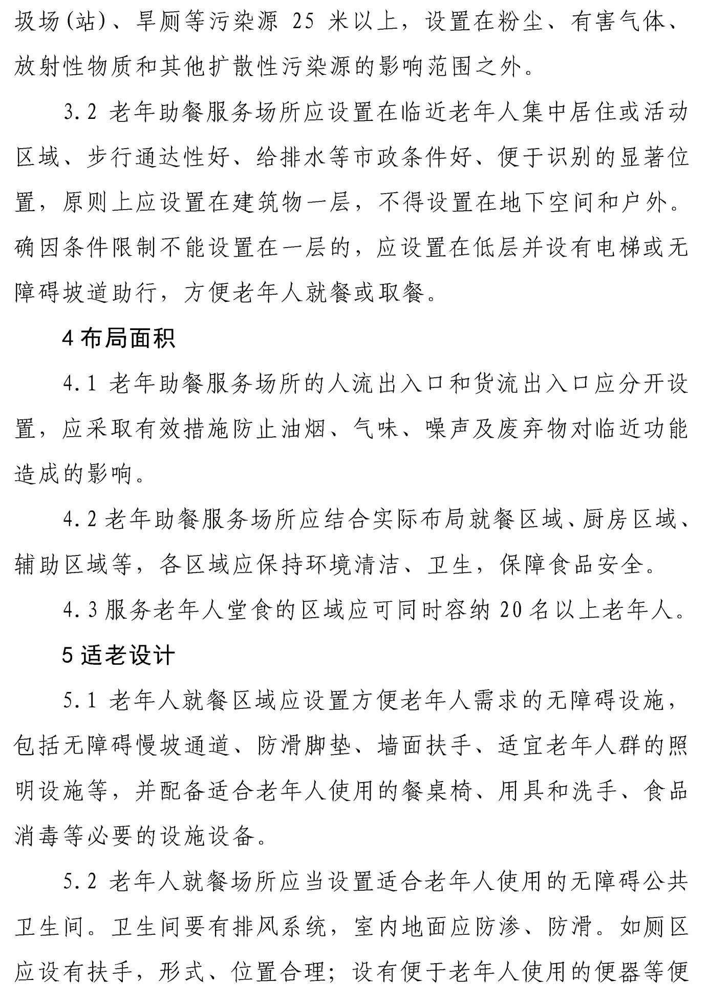 圾场(站)、旱厕等污染源 25 米以上，设置在粉尘、有害气体、
放射性物质和其他扩散性污染源的影响范围之外。
3.2 老年助餐服务场所应设置在临近老年人集中居住或活动
区域、步行通达性好、给排水等市政条件好、便于识别的显著位
置，原则上应设置在建筑物一层，不得设置在地下空间和户外。
确因条件限制不能设置在一层的，应设置在低层并设有电梯或无
障碍坡道助行，方便老年人就餐或取餐。
4 布局面积
4.1 老年助餐服务场所的人流出入口和货流出入口应分开设
置，应采取有效措施防止油烟、气味、噪声及废弃物对临近功能
造成的影响。
4.2 老年助餐服务场所应结合实际布局就餐区域、厨房区域、
辅助区域等，各区域应保持环境清洁、卫生，保障食品安全。
4.3 服务老年人堂食的区域应可同时容纳 20 名以上老年人。
5 适老设计
5.1 老年人就餐区域应设置方便老年人需求的无障碍设施，
包括无障碍慢坡通道、防滑脚垫、墙面扶手、适宜老年人群的照
明设施等，并配备适合老年人使用的餐桌椅、用具和洗手、食品
消毒等必要的设施设备。
5.2 老年人就餐场所应当设置适合老年人使用的无障碍公共
卫生间。卫生间要有排风系统，室内地面应防渗、防滑。如厕区
应设有扶手，形式、位置合理；设有便于老年人使用的便器等便